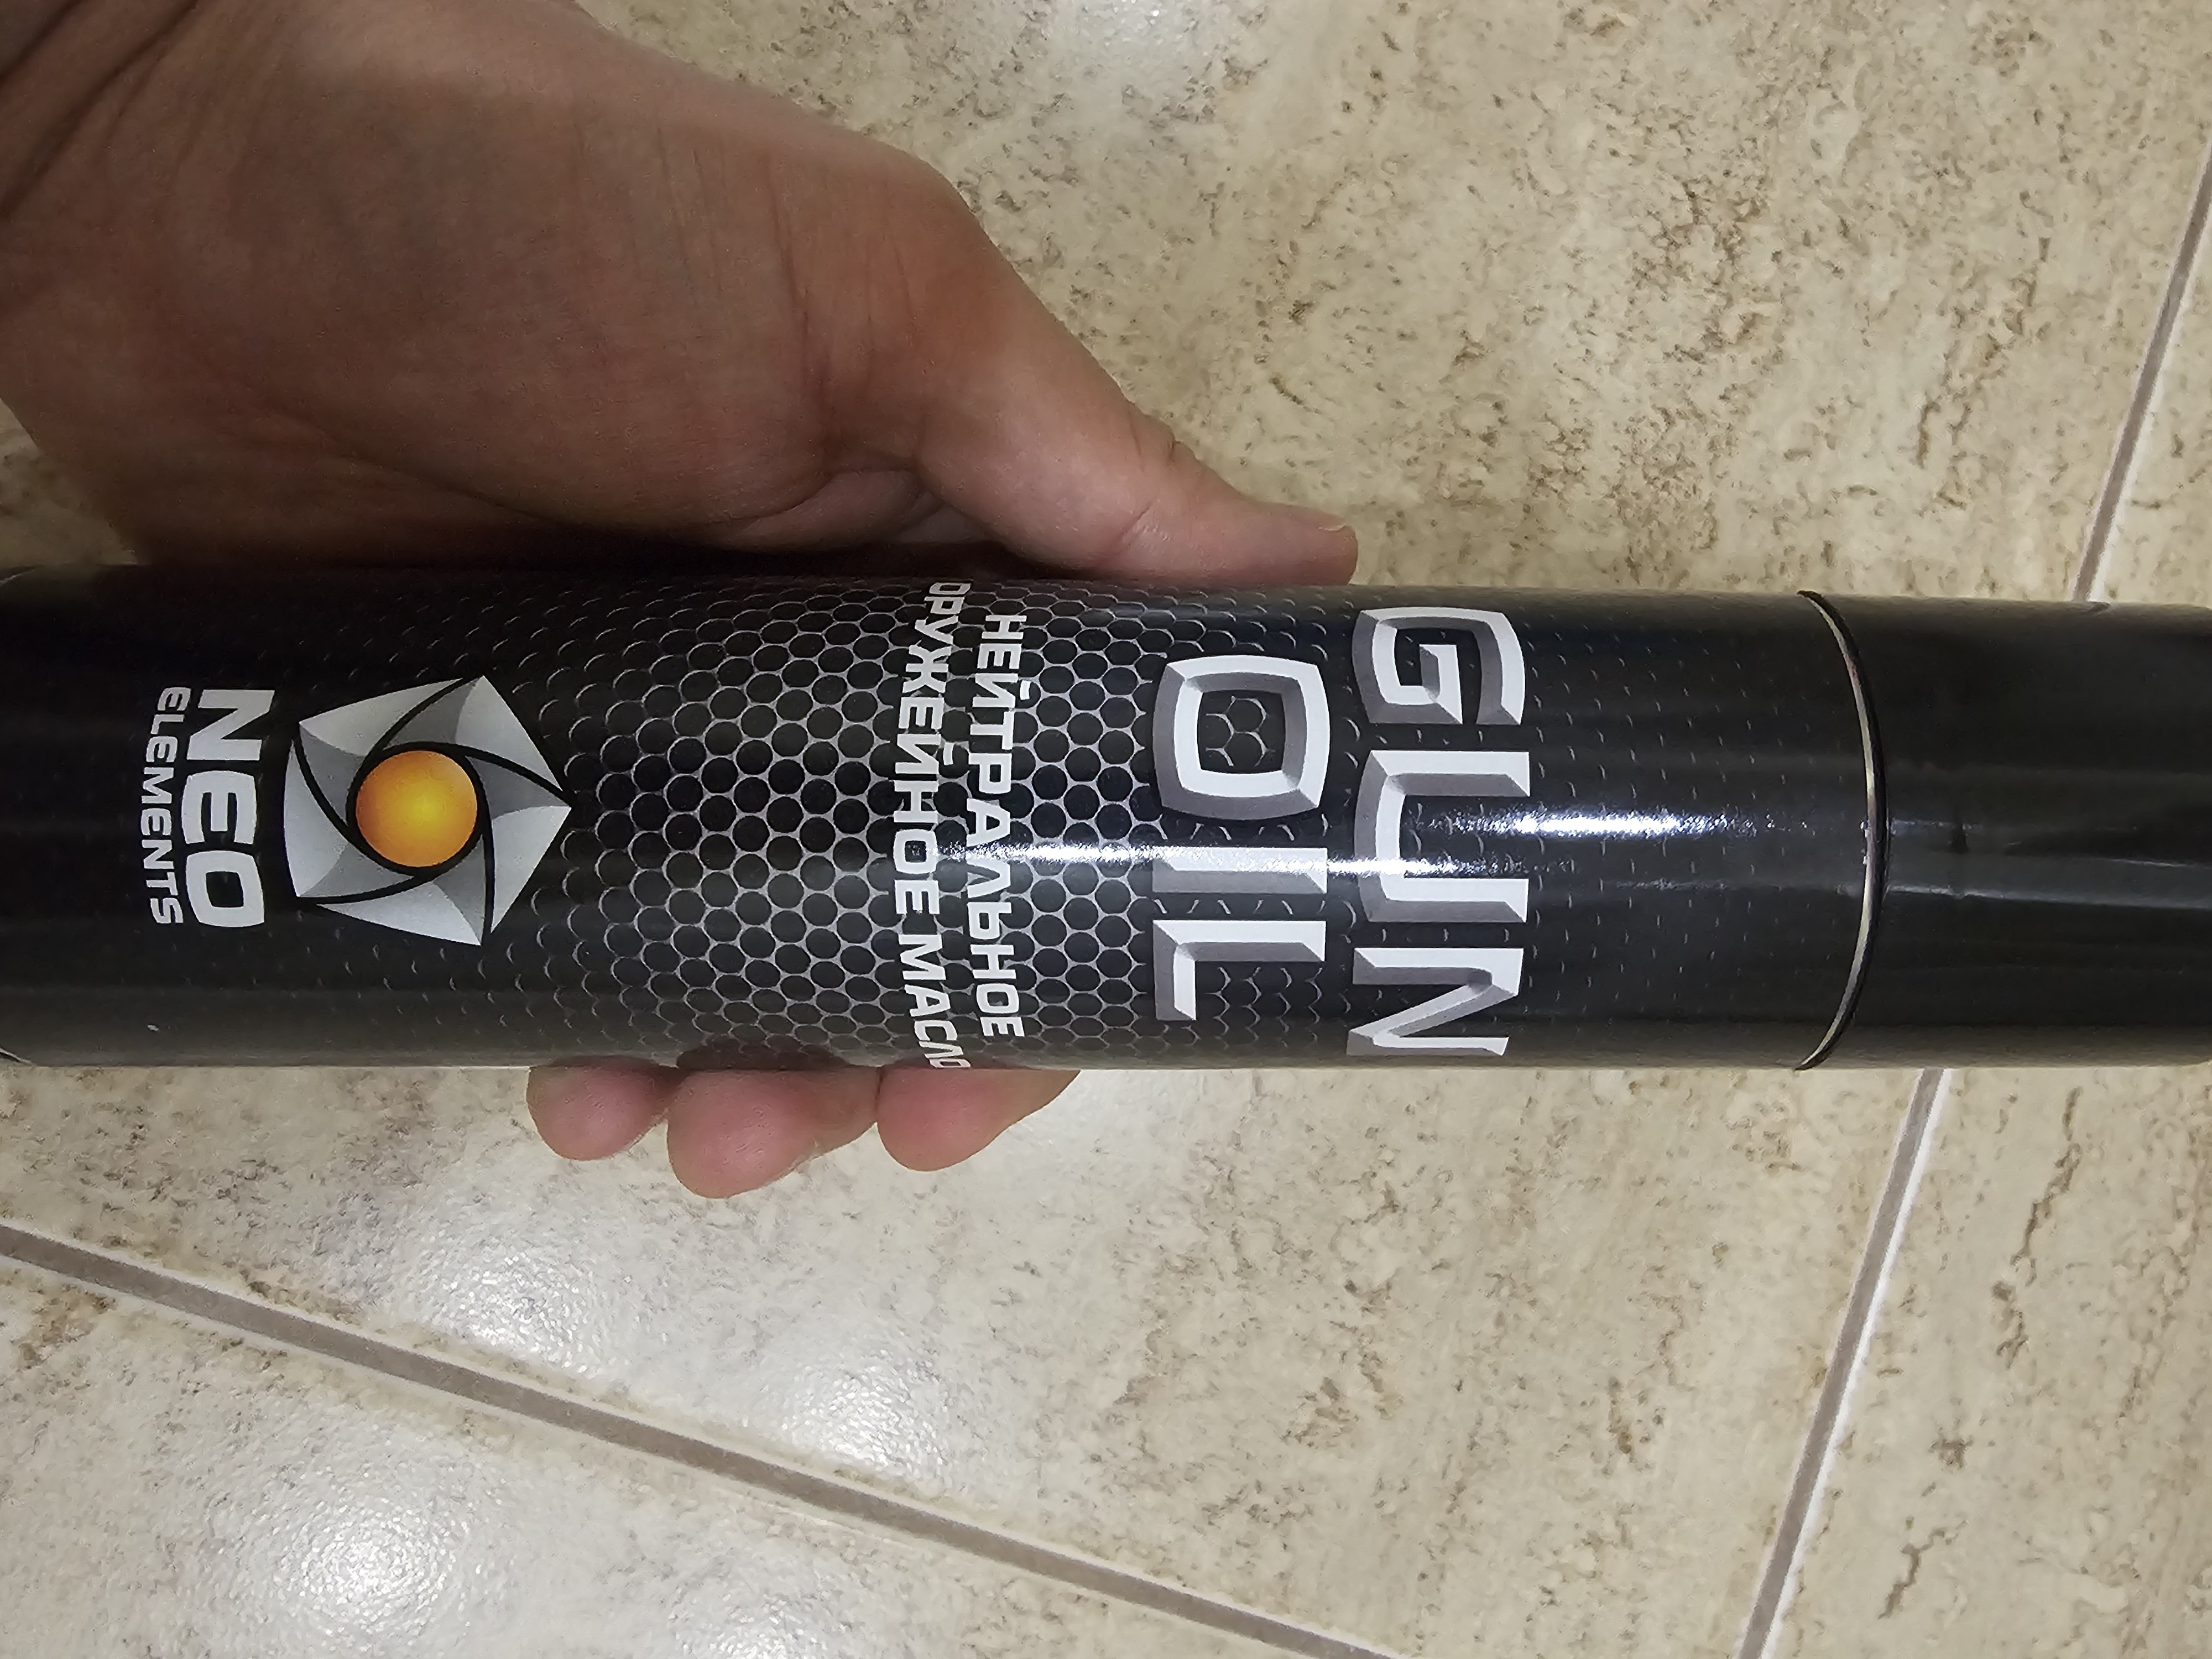 GUN
OIL
НЕЙТРАЛЬНОЕ
ОРУЖЕЙНОЕ МАСЛО
NEO
ELEMENTS